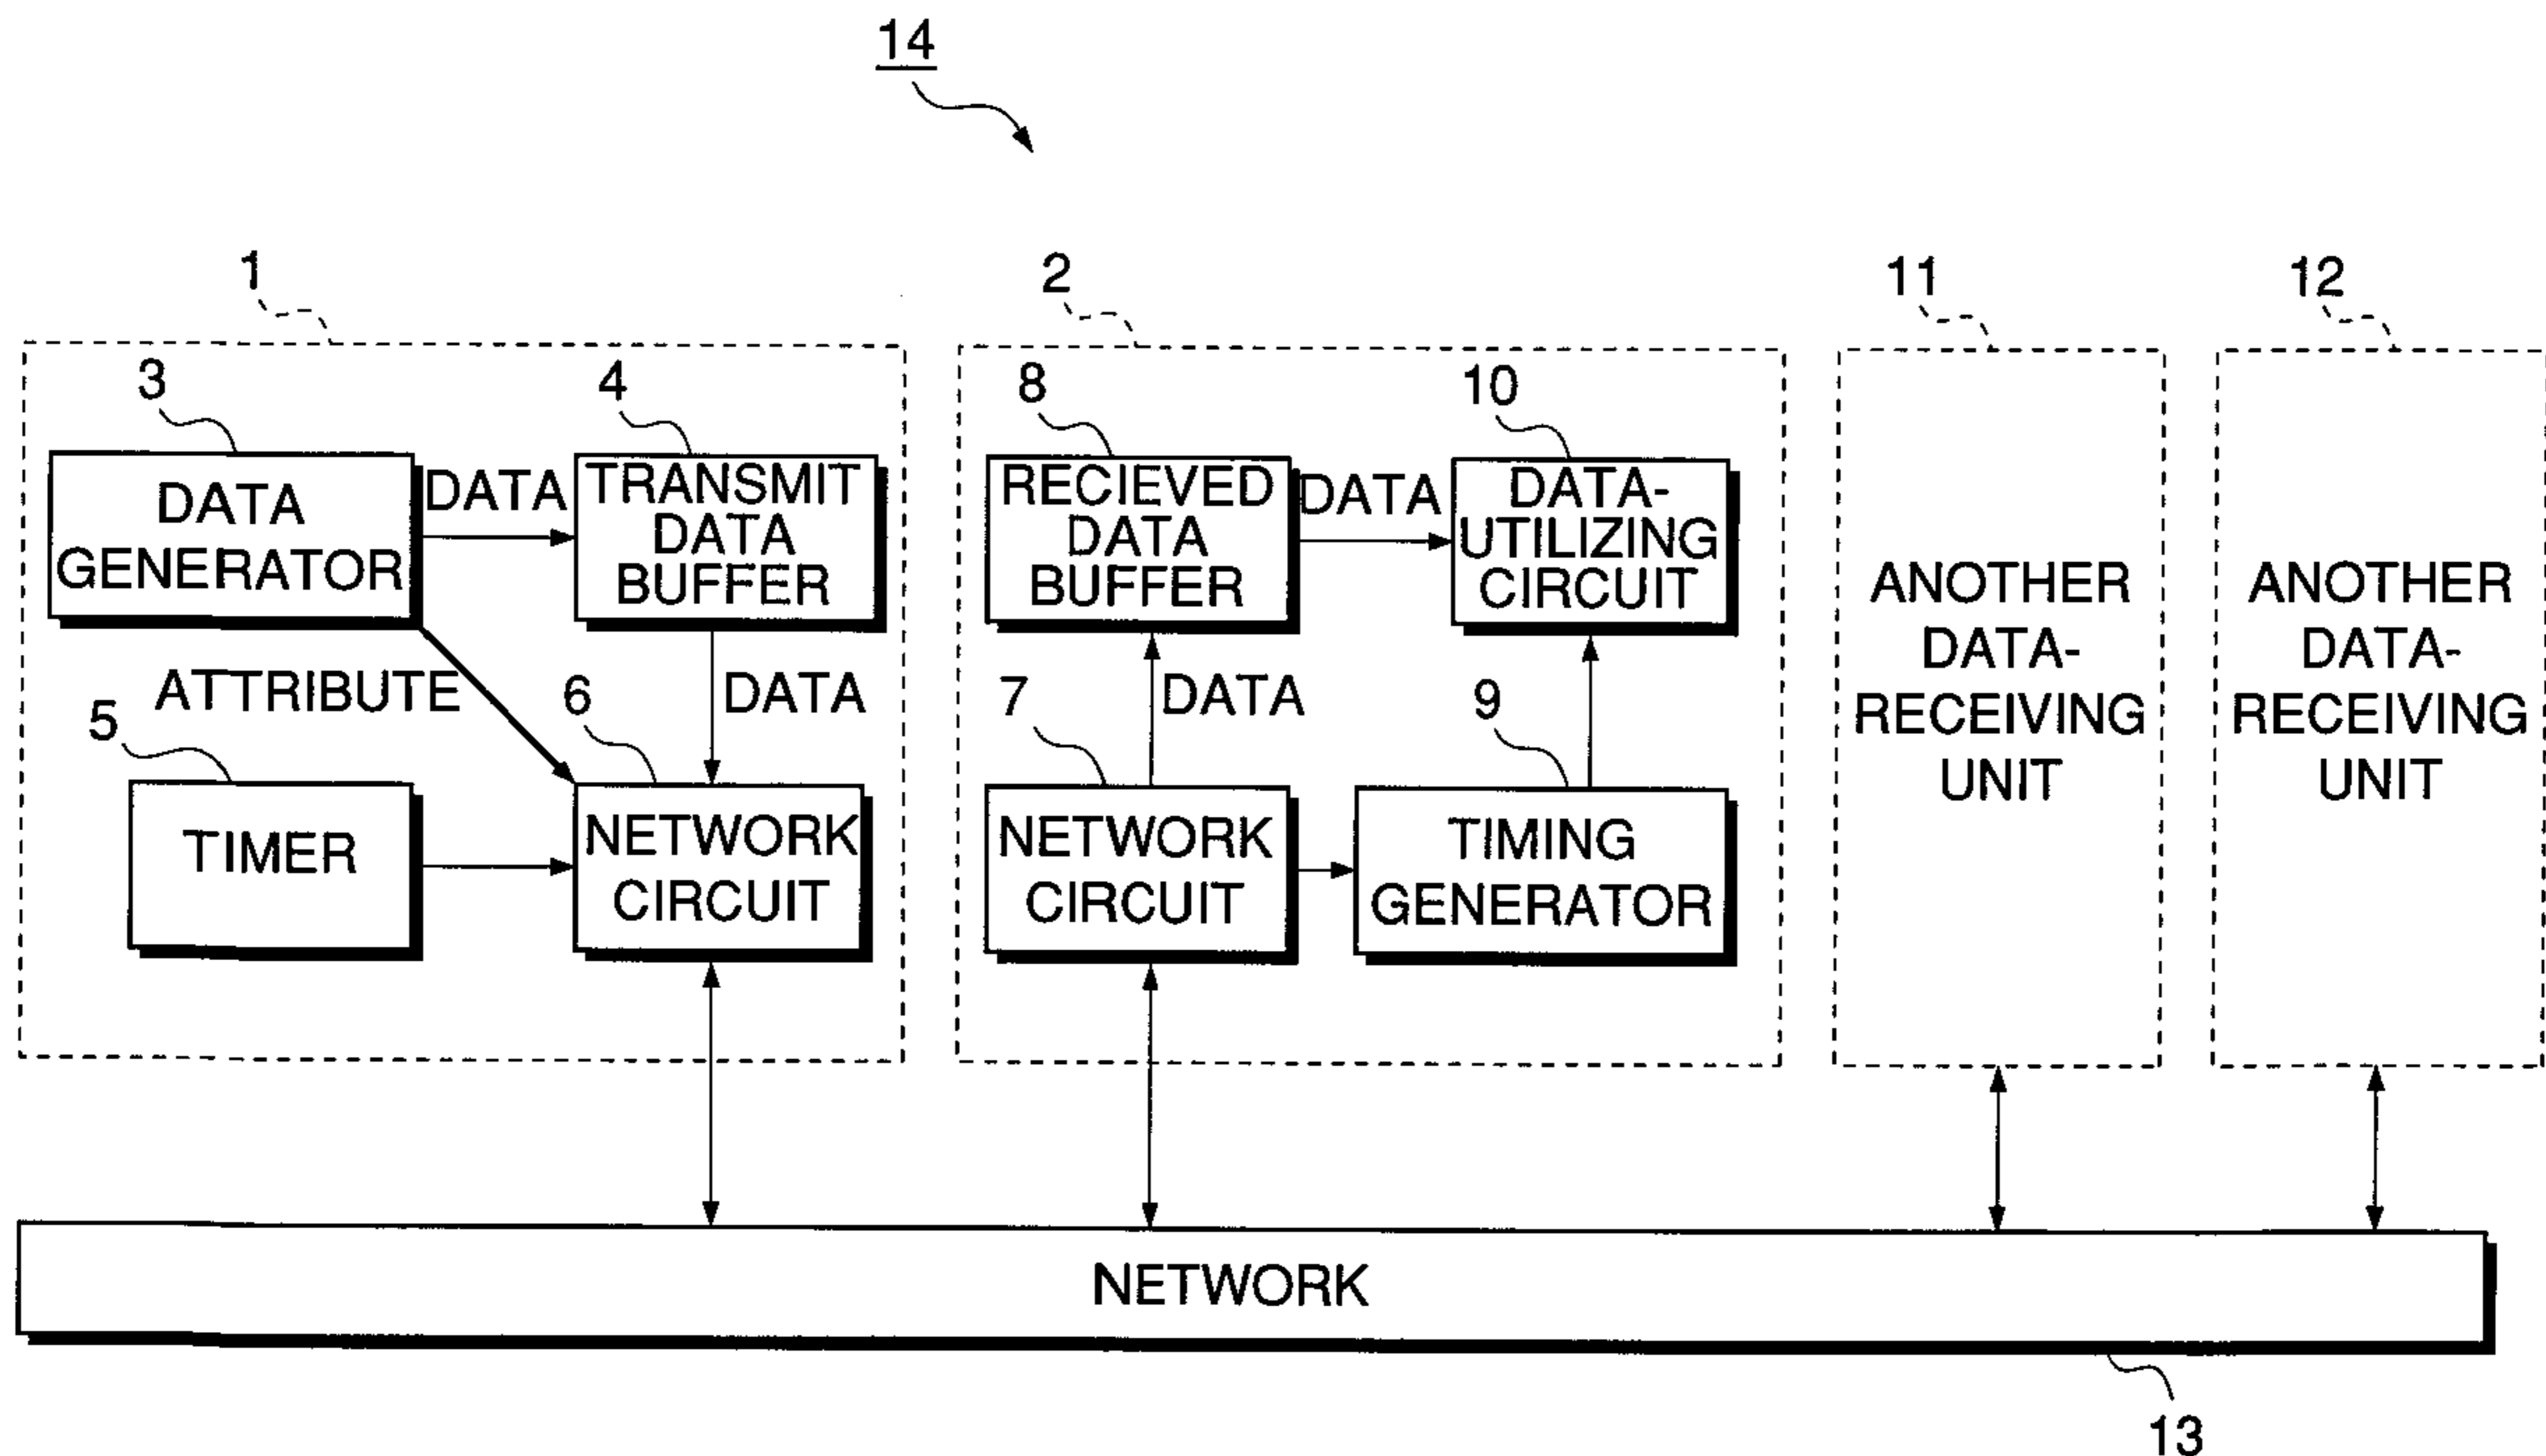 14
1
2
11
12
3
4
8
10
DATA
GENERATOR
DATA
TRANSMIT
DATA
BUFFER
RECIEVED
DATA
BUFFER
DATA
DATA-
UTILIZING
CIRCUIT
ANOTHER
DATA-
RECEIVING
UNIT
ANOTHER
DATA-
RECEIVING
UNIT
ATTRIBUTE
DATA
DATA
5
6
7
9
TIMER
NETWORK
CIRCUIT
NETWORK
CIRCUIT
TIMING
GENERATOR
NETWORK
13